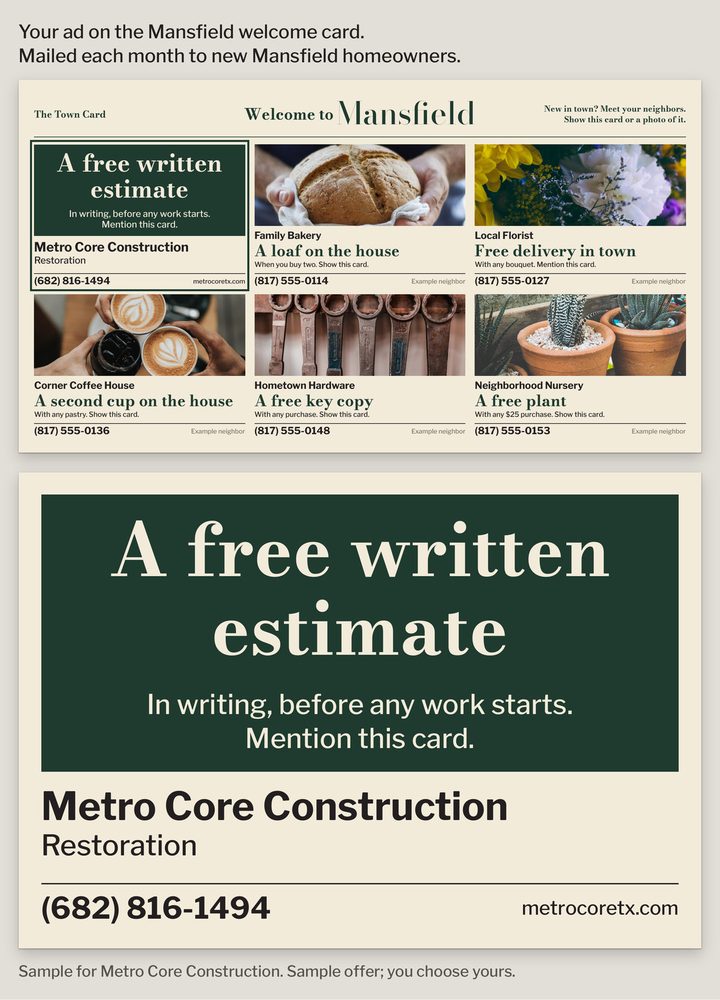 Your ad on the Mansfield welcome card.
Mailed each month to new Mansfield homeowners.
The Town Card
Welcome to Mansfield
New in town? Meet your neighbors.
Show this card or a photo of it.
A free written
estimate
In writing, before any work starts.
Mention this card.
Metro Core Construction
Restoration
(682) 816-1494
metrocoretx.com
Family Bakery
A loaf on the house
When you buy two. Show this card.
(817) 555-0114
Example neighbor
Local Florist
Free delivery in town
With any bouquet. Mention this card.
(817) 555-0127
Example neighbor
Corner Coffee House
A second cup on the house
With any pastry. Show this card.
(817) 555-0136
Example neighbor
Hometown Hardware
A free key copy
With any purchase. Show this card.
(817) 555-0148
Example neighbor
Neighborhood Nursery
A free plant
With any $25 purchase. Show this card.
(817) 555-0153
Example neighbor
A free written
estimate
In writing, before any work starts.
Mention this card.
Metro Core Construction
Restoration
(682) 816-1494
metrocoretx.com
Sample for Metro Core Construction. Sample offer; you choose yours.